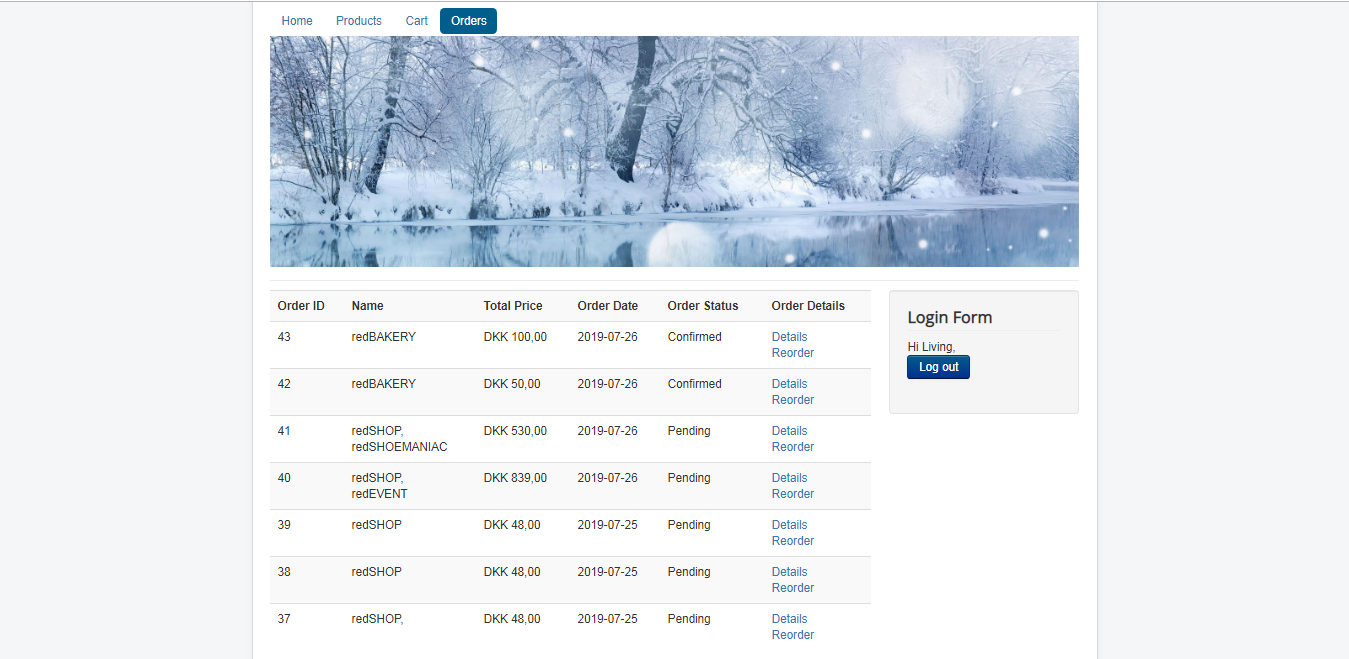 Home Products Cart Orders
Order ID Name Total Price Order Date Order Status Order Details
43 redBAKERY DKK 100,00 2019-07-26 Confirmed Details
Reorder
42 redBAKERY DKK 50,00 2019-07-26 Confirmed Details
Reorder
41 redSHOP, DKK 530,00 2019-07-26 Pending Details
redSHOEMANIAC Reorder
40 redSHOP, DKK 839,00 2019-07-26 Pending Details
redEVENT Reorder
39 redSHOP DKK 48,00 2019-07-25 Pending Details
Reorder
38 redSHOP DKK 48,00 2019-07-25 Pending Details
Reorder
37 redSHOP, DKK 48,00 2019-07-25 Pending Details
Reorder
Login Form
Hi Living,
Log out